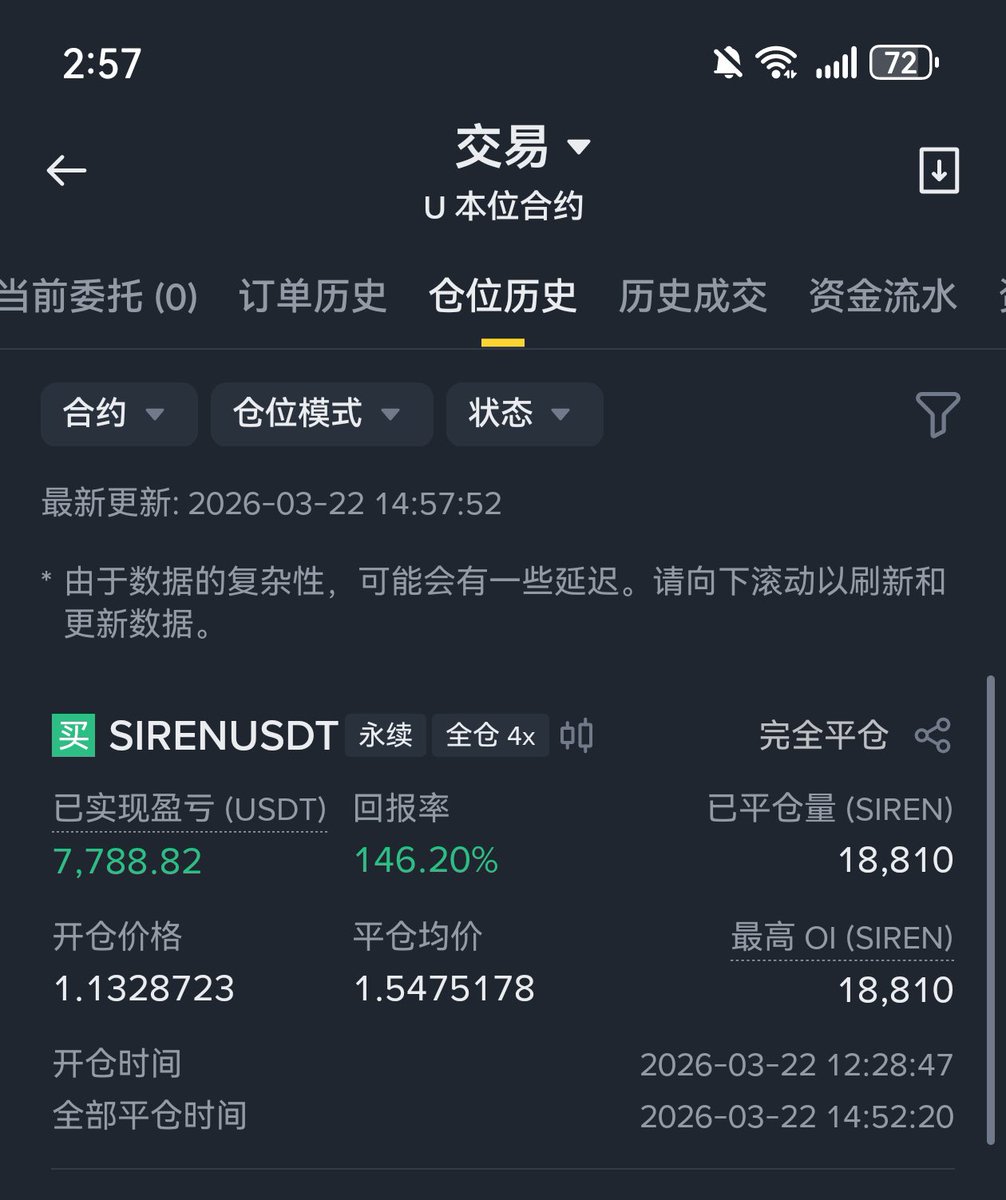 2:57
72
交易
U 本位合约
当前委托 (0) 订单历史 仓位历史 历史成交 资金流水
合约 仓位模式 状态
最新更新: 2026-03-22 14:57:52
* 由于数据的复杂性，可能会有一些延迟。请向下滚动以刷新和
更新数据。
买 SIRENUSDT 永续 全仓 4x 完全平仓
已实现盈亏 (USDT) 回报率 已平仓量 (SIREN)
7,788.82 146.20% 18,810
开仓价格 平仓均价 最高 OI (SIREN)
1.1328723 1.5475178 18,810
开仓时间 2026-03-22 12:28:47
全部平仓时间 2026-03-22 14:52:20